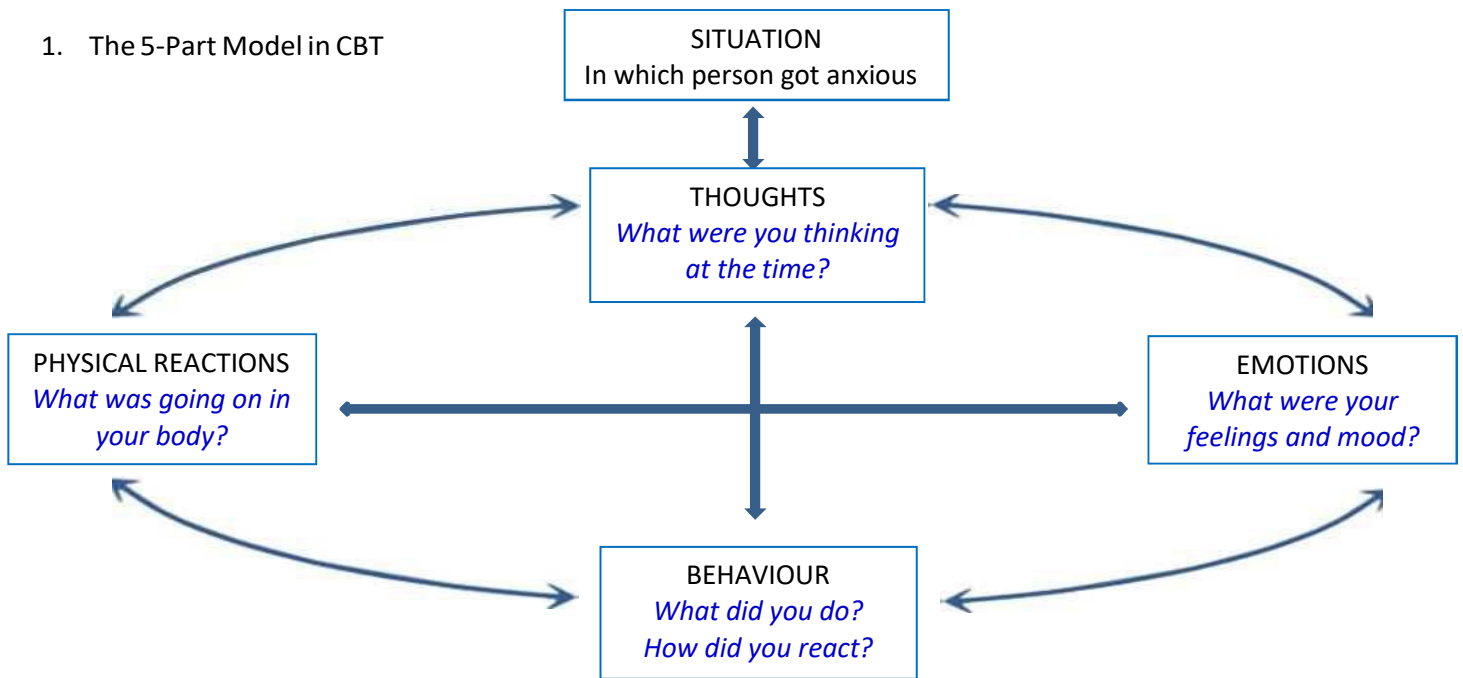 1. The 5-Part Model in CBT
SITUATION
In which person got anxious
THOUGHTS
What were you thinking
at the time?
PHYSICAL REACTIONS
What was going on in
your body?
EMOTIONS
What were your
feelings and mood?
BEHAVIOUR
What did you do?
How did you react?